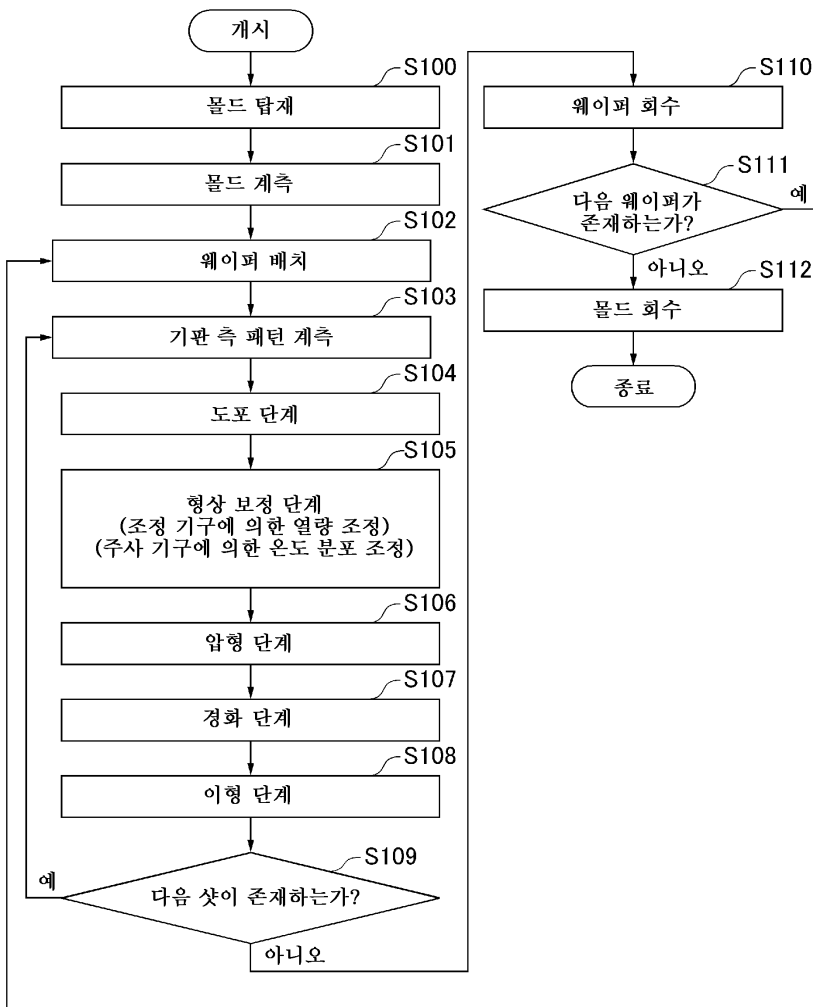 개시
S100
몰드 탑재
S101
몰드 계측
S102
웨이퍼 배치
S103
기판 측 패턴 계측
S104
도포 단계
S105
형상 보정 단계
(조정 기구에 의한 열량 조정)
(주사 기구에 의한 온도 분포 조정)
S106
압형 단계
S107
경화 단계
S108
이형 단계
S109
예
다음 샷이 존재하는가?
아니오
S110
웨이퍼 회수
S111
다음 웨이퍼가
존재하는가?
예
아니오
S112
몰드 회수
종료